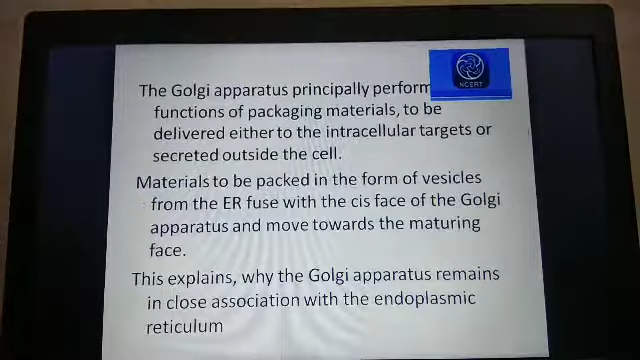 The Golgi apparatus principally perform
NCERT
functions of packaging materials, to be
delivered either to the intracellular targets or
secreted outside the cell.
Materials to be packed in the form of vesicles
from the ER fuse with the cis face of the Golgi
apparatus and move towards the maturing
face.
This explains, why the Golgi apparatus remains
in close association with the endoplasmic
reticulum